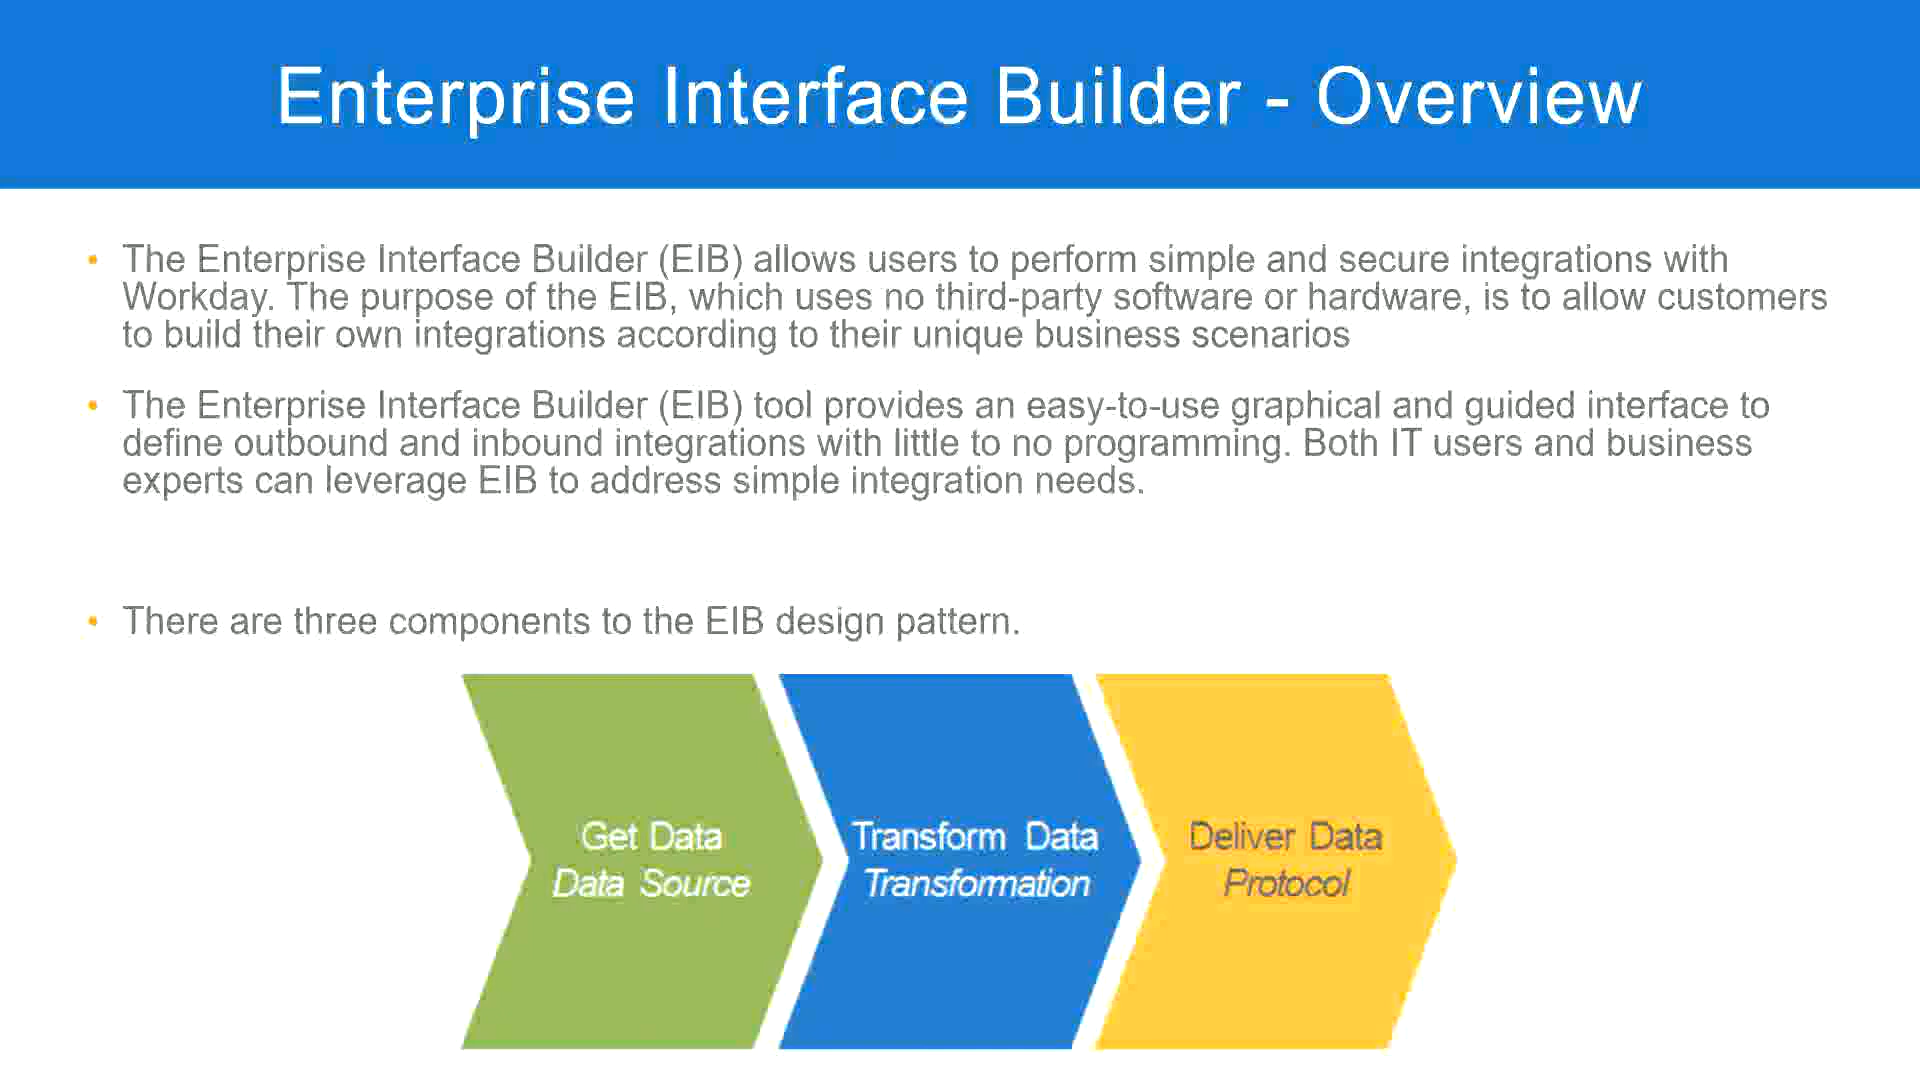 Enterprise Interface Builder - Overview
• The Enterprise Interface Builder (EIB) allows users to perform simple and secure integrations with
Workday. The purpose of the EIB, which uses no third-party software or hardware, is to allow customers
to build their own integrations according to their unique business scenarios
• The Enterprise Interface Builder (EIB) tool provides an easy-to-use graphical and guided interface to
define outbound and inbound integrations with little to no programming. Both IT users and business
experts can leverage EIB to address simple integration needs.
• There are three components to the EIB design pattern.
Get Data
Data Source
Transform Data
Transformation
Deliver Data
Protocol